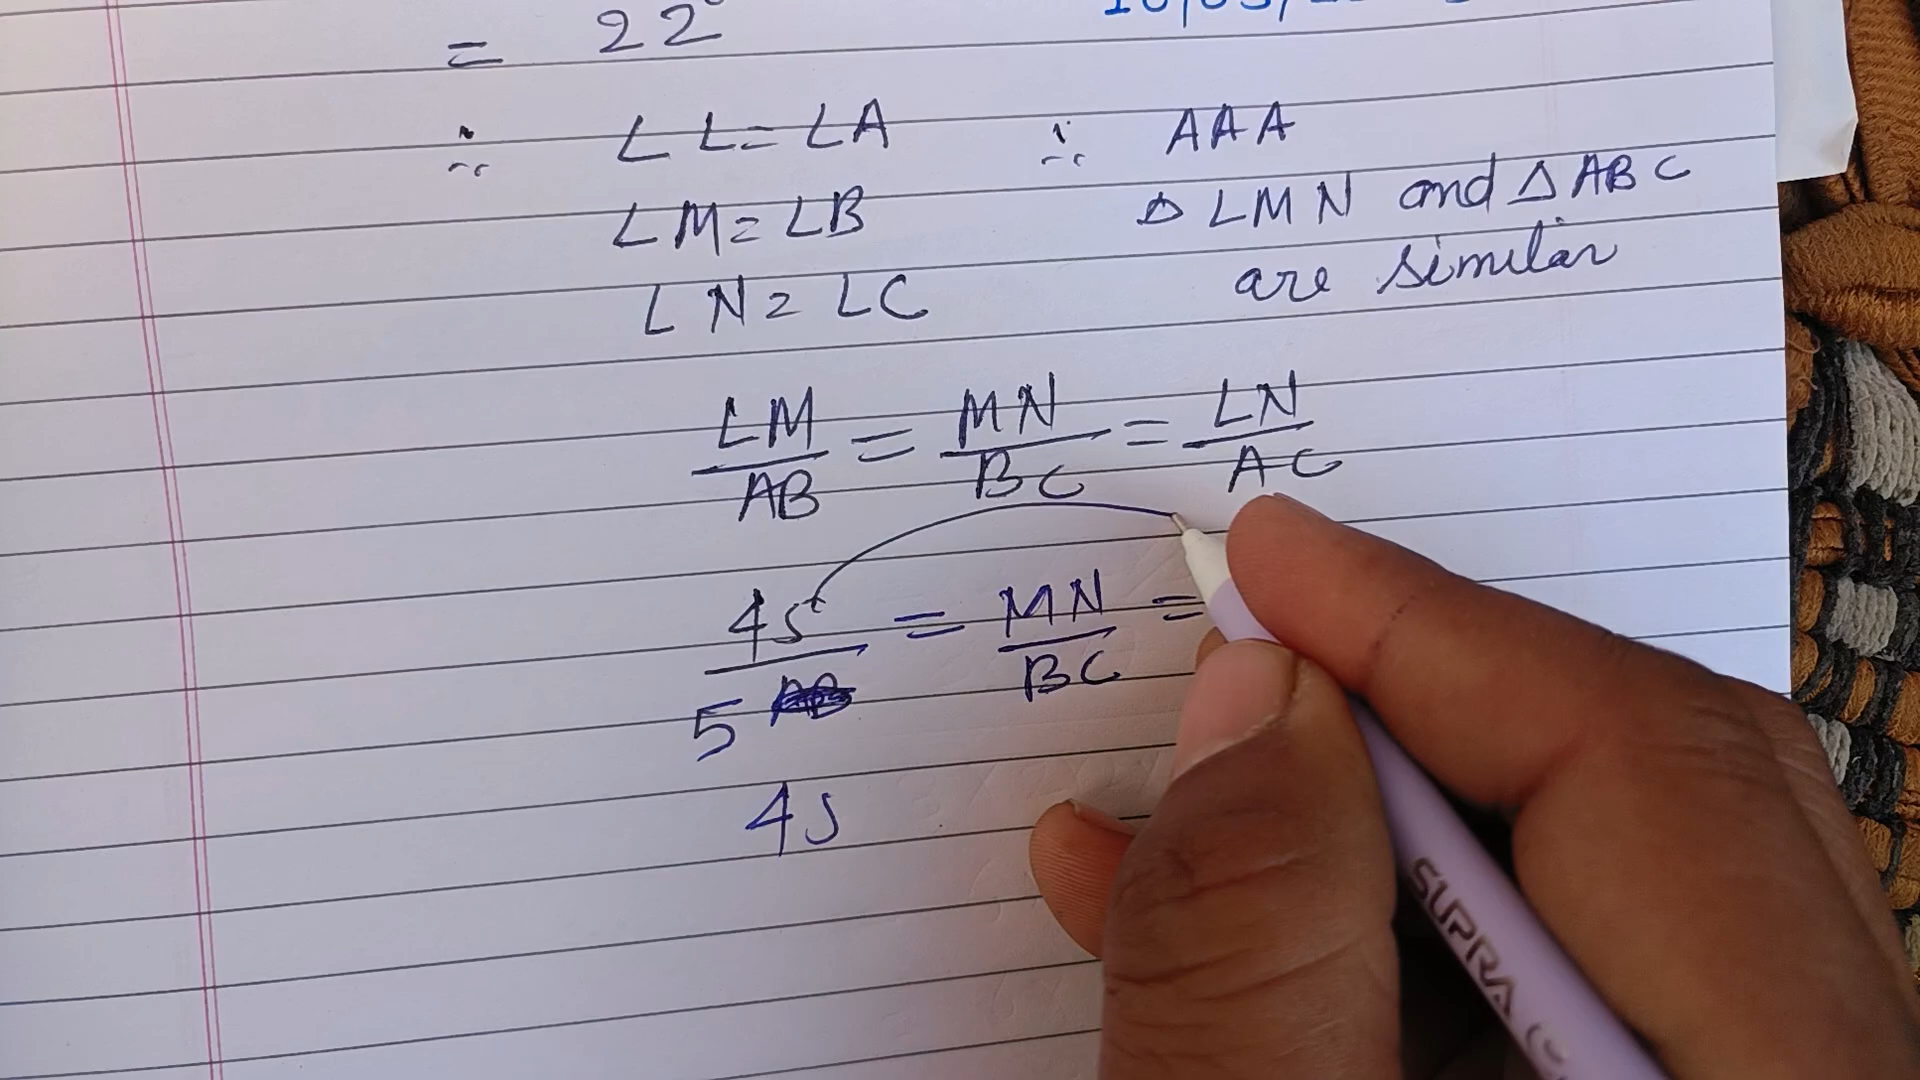 = 22°
∴ ∠L = ∠A ∴ AAA
∠M = ∠B △ LMN and △ ABC
∠N = ∠C are similar
LM/AB = MN/BC = LN/AC
45/5 = MN/BC =
45
SUPRA